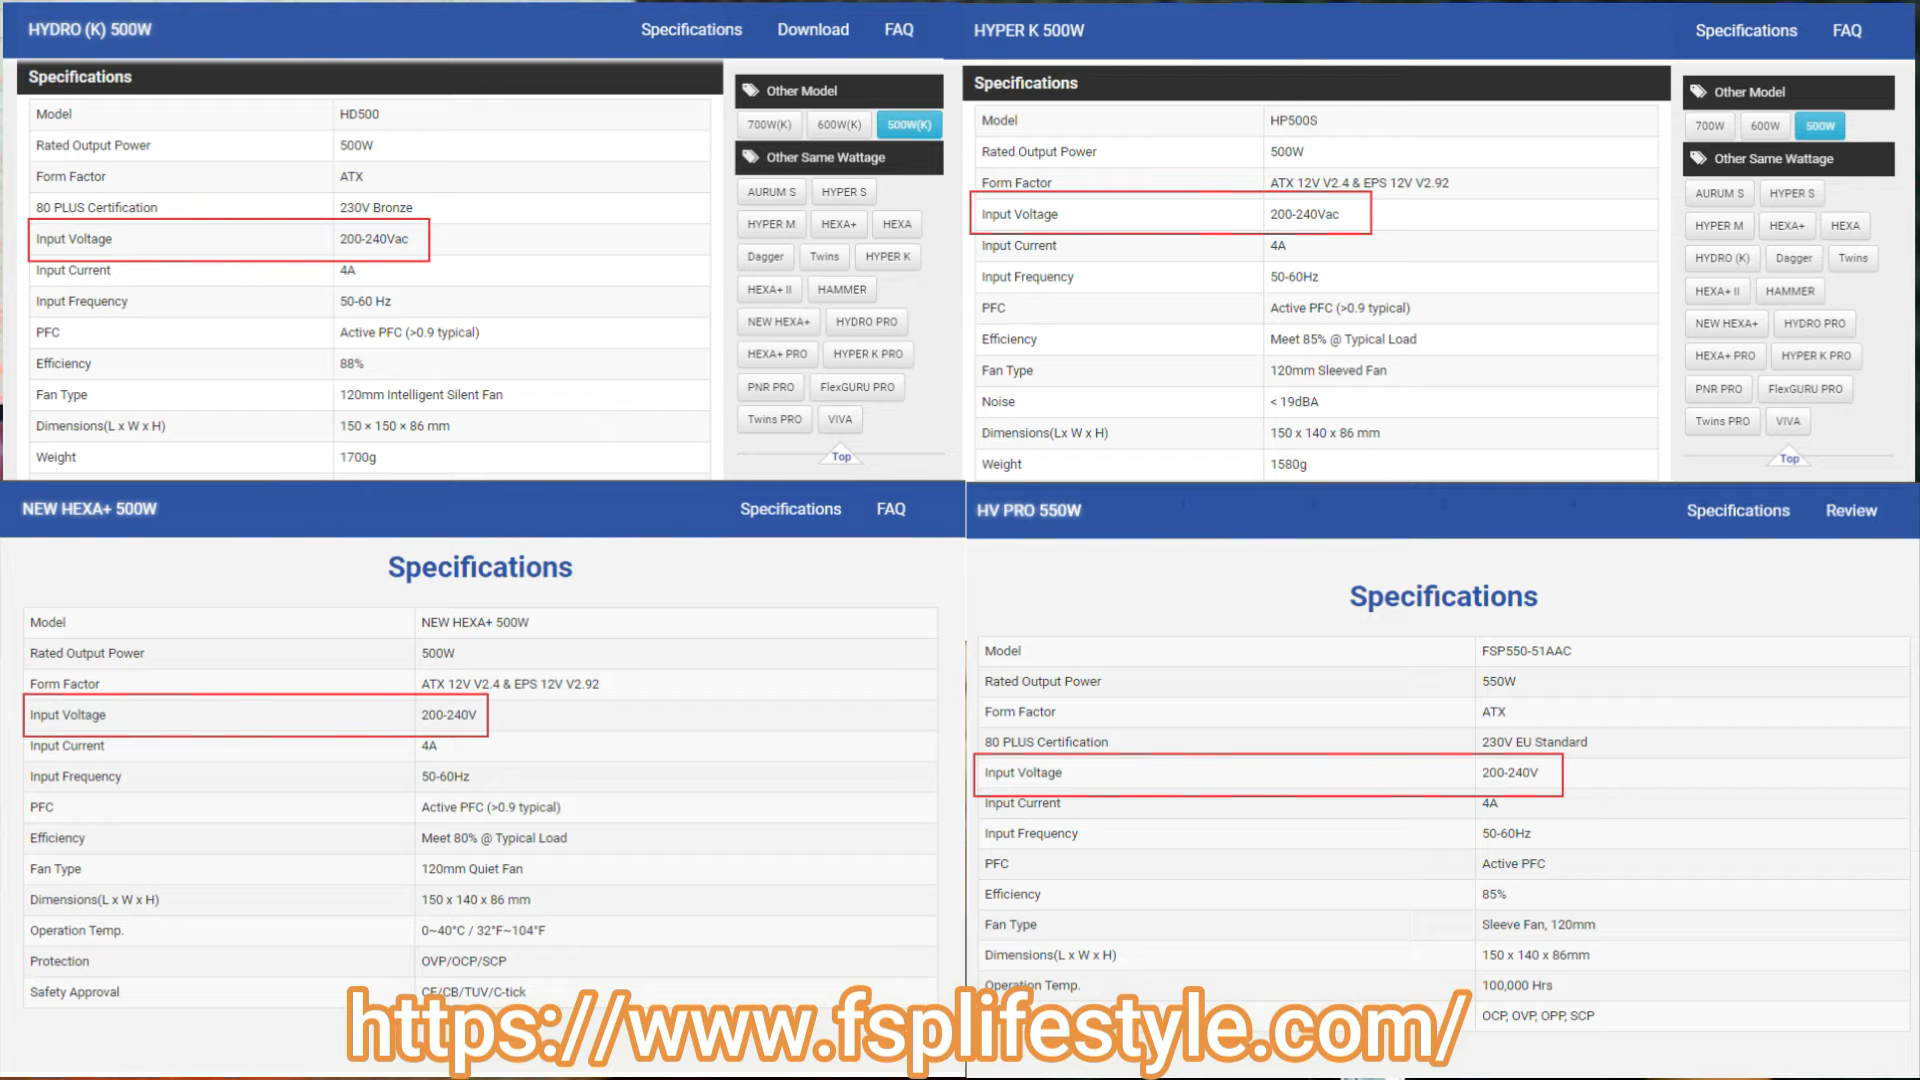 HYDRO (K) 500W
Specifications Download FAQ
Specifications
Model HD500
Rated Output Power 500W
Form Factor ATX
80 PLUS Certification 230V Bronze
Input Voltage 200-240Vac
Input Current 4A
Input Frequency 50-60 Hz
PFC Active PFC (>0.9 typical)
Efficiency 88%
Fan Type 120mm Intelligent Silent Fan
Dimensions(L x W x H) 150 × 150 × 86 mm
Weight 1700g
Other Model
700W(K) 600W(K) 500W(K)
Other Same Wattage
AURUM S HYPER S
HYPER M HEXA+ HEXA
Dagger Twins HYPER K
HEXA+ II HAMMER
NEW HEXA+ HYDRO PRO
HEXA+ PRO HYPER K PRO
PNR PRO FlexGURU PRO
Twins PRO VIVA
Top
HYPER K 500W
Specifications FAQ
Specifications
Model HP500S
Rated Output Power 500W
Form Factor ATX 12V V2.4 & EPS 12V V2.92
Input Voltage 200-240Vac
Input Current 4A
Input Frequency 50-60Hz
PFC Active PFC (>0.9 typical)
Efficiency Meet 85% @ Typical Load
Fan Type 120mm Sleeved Fan
Noise < 19dBA
Dimensions(Lx W x H) 150 x 140 x 86 mm
Weight 1580g
Other Model
700W 600W 500W
Other Same Wattage
AURUM S HYPER S
HYPER M HEXA+ HEXA
HYDRO (K) Dagger Twins
HEXA+ II HAMMER
NEW HEXA+ HYDRO PRO
HEXA+ PRO HYPER K PRO
PNR PRO FlexGURU PRO
Twins PRO VIVA
Top
NEW HEXA+ 500W
Specifications FAQ
Specifications
Model NEW HEXA+ 500W
Rated Output Power 500W
Form Factor ATX 12V V2.4 & EPS 12V V2.92
Input Voltage 200-240V
Input Current 4A
Input Frequency 50-60Hz
PFC Active PFC (>0.9 typical)
Efficiency Meet 80% @ Typical Load
Fan Type 120mm Quiet Fan
Dimensions(L x W x H) 150 x 140 x 86 mm
Operation Temp. 0~40°C / 32°F~104°F
Protection OVP/OCP/SCP
Safety Approval CE/CB/TUV/C-tick
HV PRO 550W
Specifications Review
Specifications
Model FSP550-51AAC
Rated Output Power 550W
Form Factor ATX
80 PLUS Certification 230V EU Standard
Input Voltage 200-240V
Input Current 4A
Input Frequency 50-60Hz
PFC Active PFC
Efficiency 85%
Fan Type Sleeve Fan, 120mm
Dimensions(L x W x H) 150 x 140 x 86mm
Operation Temp. 100,000 Hrs
OCP, OVP, OPP, SCP
https://www.fsplifestyle.com/